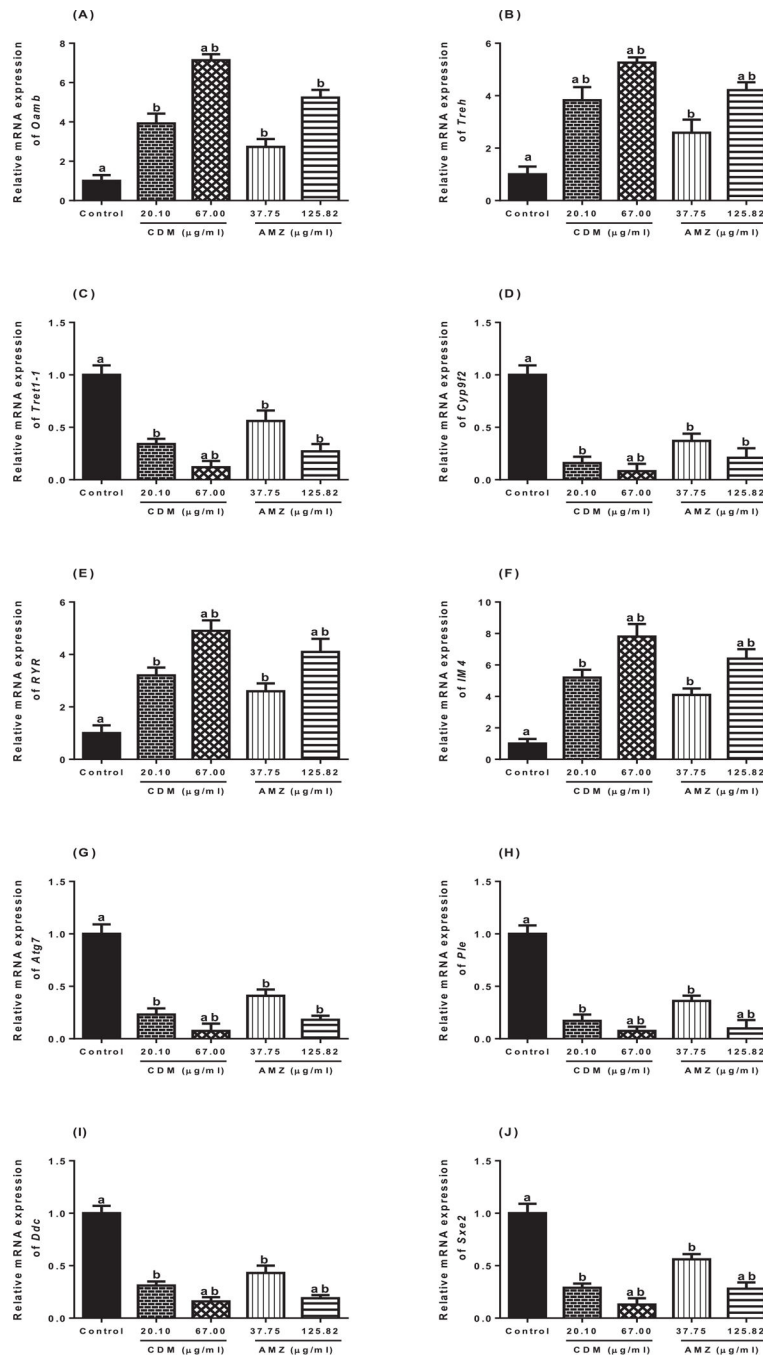 (A)
Relative mRNA expression
of Oamb
8
6
4
2
0
a
b
a b
b
b
Control 20.10 67.00 37.75 125.82
CDM (μg/ml) AMZ (μg/ml)
(B)
Relative mRNA expression
of Treh
6
4
2
0
a
a b
a b
b
a b
Control 20.10 67.00 37.75 125.82
CDM (μg/ml) AMZ (μg/ml)
(C)
Relative mRNA expression
of Tret1-1
1.5
1.0
0.5
0.0
a
b
a b
b
b
Control 20.10 67.00 37.75 125.82
CDM (μg/ml) AMZ (μg/ml)
(D)
Relative mRNA expression
of Cyp9f2
1.5
1.0
0.5
0.0
a
b
a b
b
b
Control 20.10 67.00 37.75 125.82
CDM (μg/ml) AMZ (μg/ml)
(E)
Relative mRNA expression
of RYR
6
4
2
0
a
b
a b
b
a b
Control 20.10 67.00 37.75 125.82
CDM (μg/ml) AMZ (μg/ml)
(F)
Relative mRNA expression
of IM4
10
8
6
4
2
0
a
b
a b
b
a b
Control 20.10 67.00 37.75 125.82
CDM (μg/ml) AMZ (μg/ml)
(G)
Relative mRNA expression
of Atg7
1.5
1.0
0.5
0.0
a
b
a b
b
b
Control 20.10 67.00 37.75 125.82
CDM (μg/ml) AMZ (μg/ml)
(H)
Relative mRNA expression
of Ple
1.5
1.0
0.5
0.0
a
b
a b
b
a b
Control 20.10 67.00 37.75 125.82
CDM (μg/ml) AMZ (μg/ml)
(I)
Relative mRNA expression
of Ddc
1.5
1.0
0.5
0.0
a
b
a b
b
a b
Control 20.10 67.00 37.75 125.82
CDM (μg/ml) AMZ (μg/ml)
(J)
Relative mRNA expression
of Sxe2
1.5
1.0
0.5
0.0
a
b
a b
b
a b
Control 20.10 67.00 37.75 125.82
CDM (μg/ml) AMZ (μg/ml)